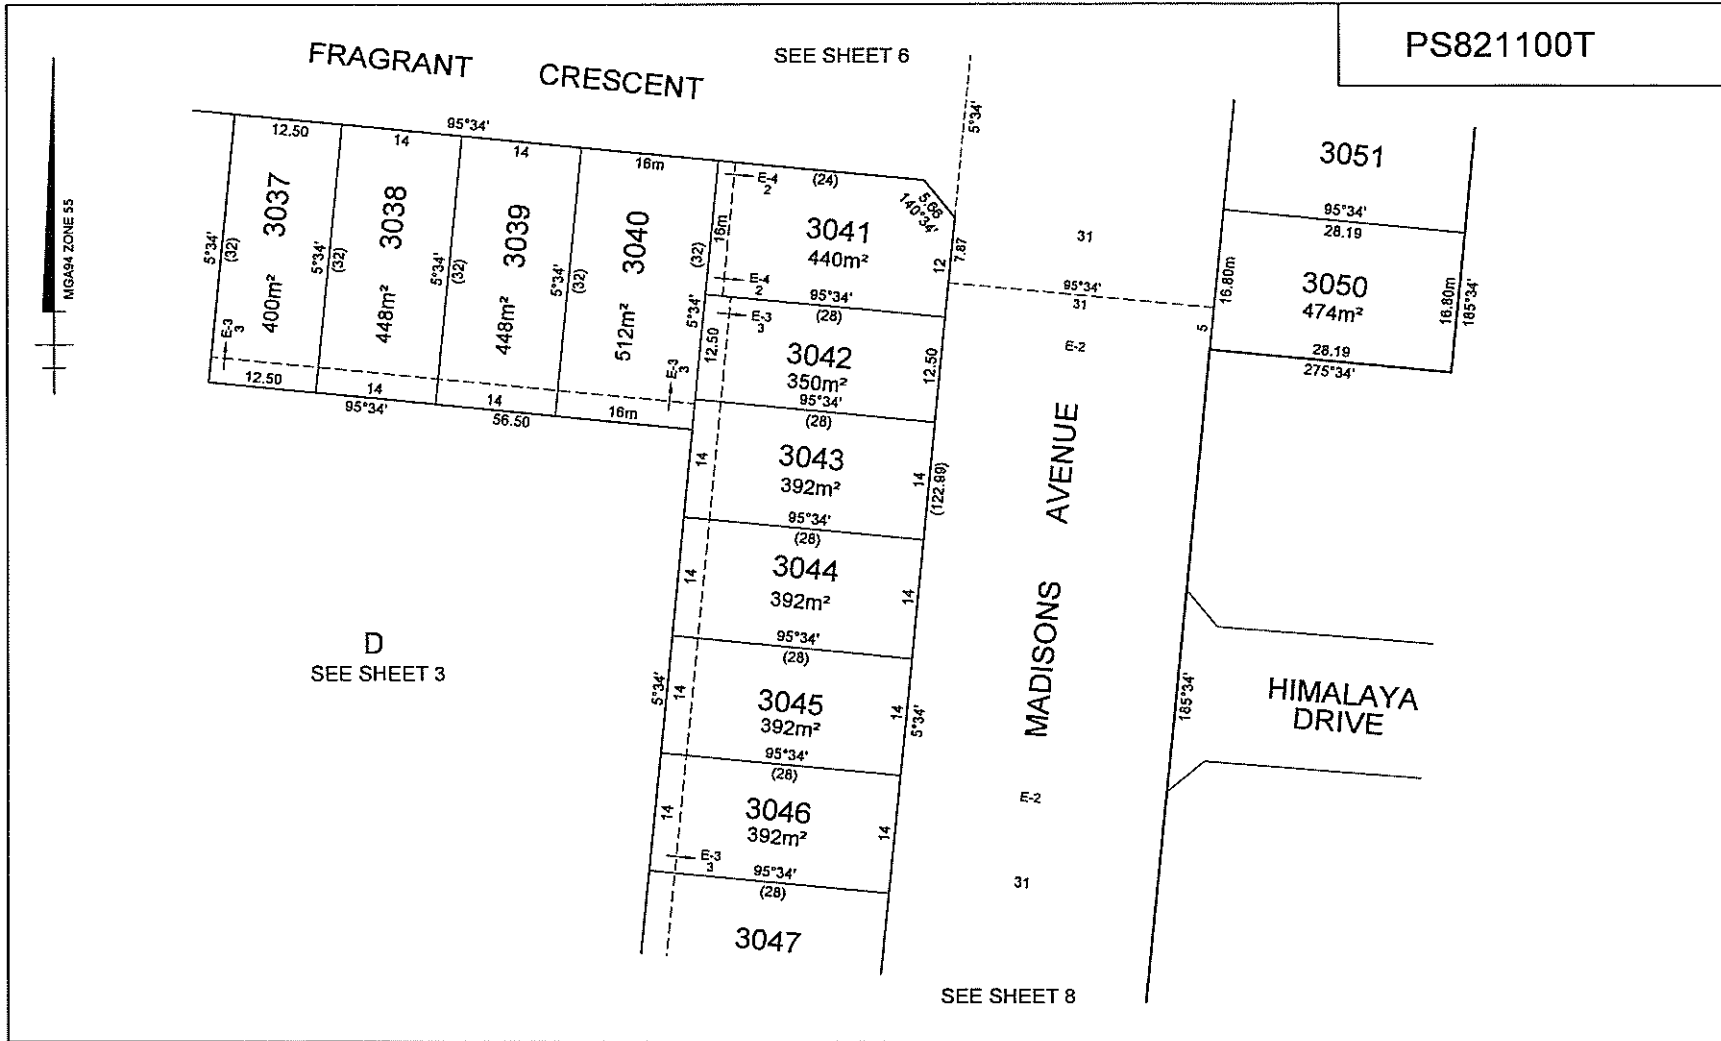 PS821100T
SEE SHEET 6
FRAGRANT CRESCENT
MGA94 ZONE 55
95°34'
12.50
14
14
16m
5°34'
(32)
3037
400m²
E-3
3
5°34'
(32)
3038
448m²
5°34'
(32)
3039
448m²
5°34'
(32)
3040
512m²
E-3
3
(32)
5°34'
12.50
14
14
16m
95°34'
56.50
E-4
2
(24)
5.66
140°34'
16m
3041
440m²
12
7.87
E-4
2
95°34'
(28)
E-3
3
12.50
3042
350m²
12.50
95°34'
(28)
14
3043
392m²
14
(122.99)
95°34'
(28)
14
3044
392m²
14
95°34'
(28)
5°34'
14
3045
392m²
14
5°34'
95°34'
(28)
14
3046
392m²
14
E-3
3
95°34'
(28)
3047
5°34'
31
95°34'
31
5
E-2
MADISONS AVENUE
E-2
31
185°34'
3051
95°34'
28.19
16.80m
3050
474m²
16.80m
185°34'
28.19
275°34'
HIMALAYA
DRIVE
D
SEE SHEET 3
SEE SHEET 8